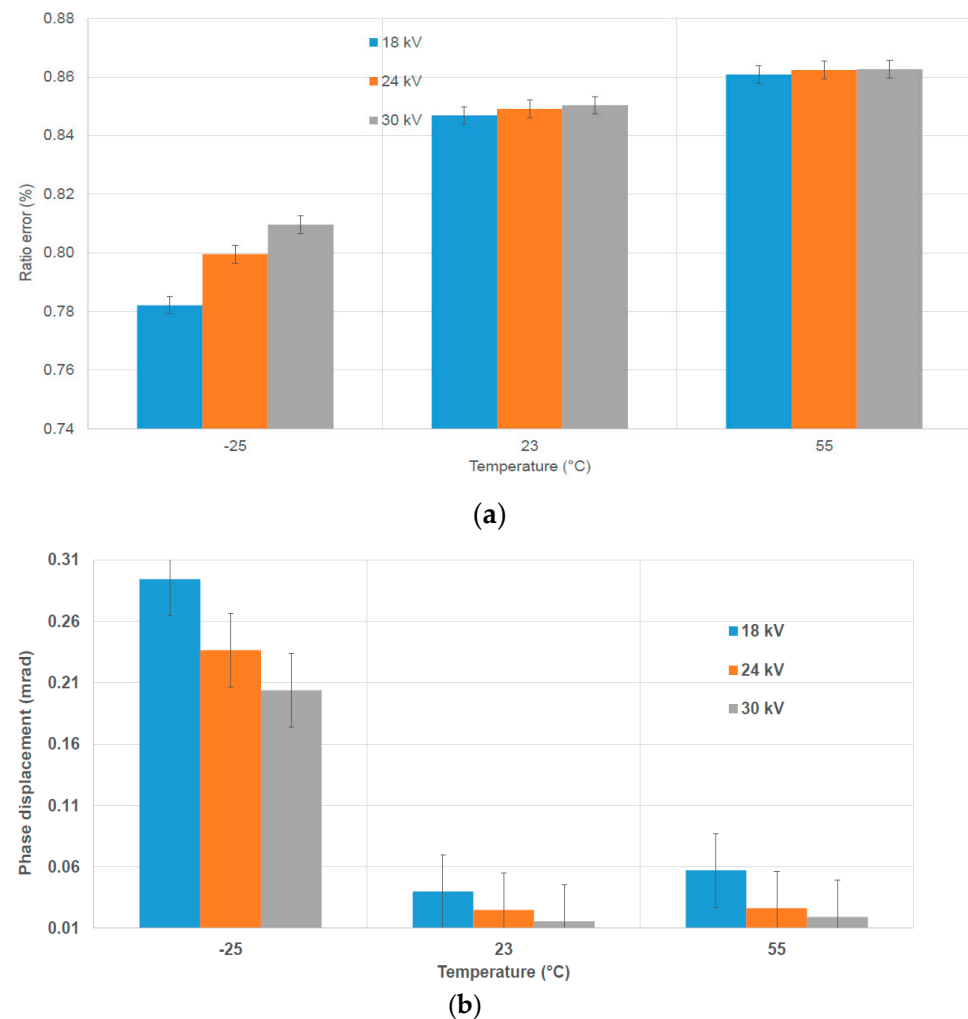 0.88
18 kV
0.86
24 kV
30 kV
0.84
0.82
Ratio error (%)
0.80
0.78
0.76
0.74
-25 23 55
Temperature (°C)
(a)
0.31
0.26
18 kV
24 kV
0.21
30 kV
Phase displacement (mrad)
0.16
0.11
0.06
0.01
-25 23 55
Temperature (°C)
(b)